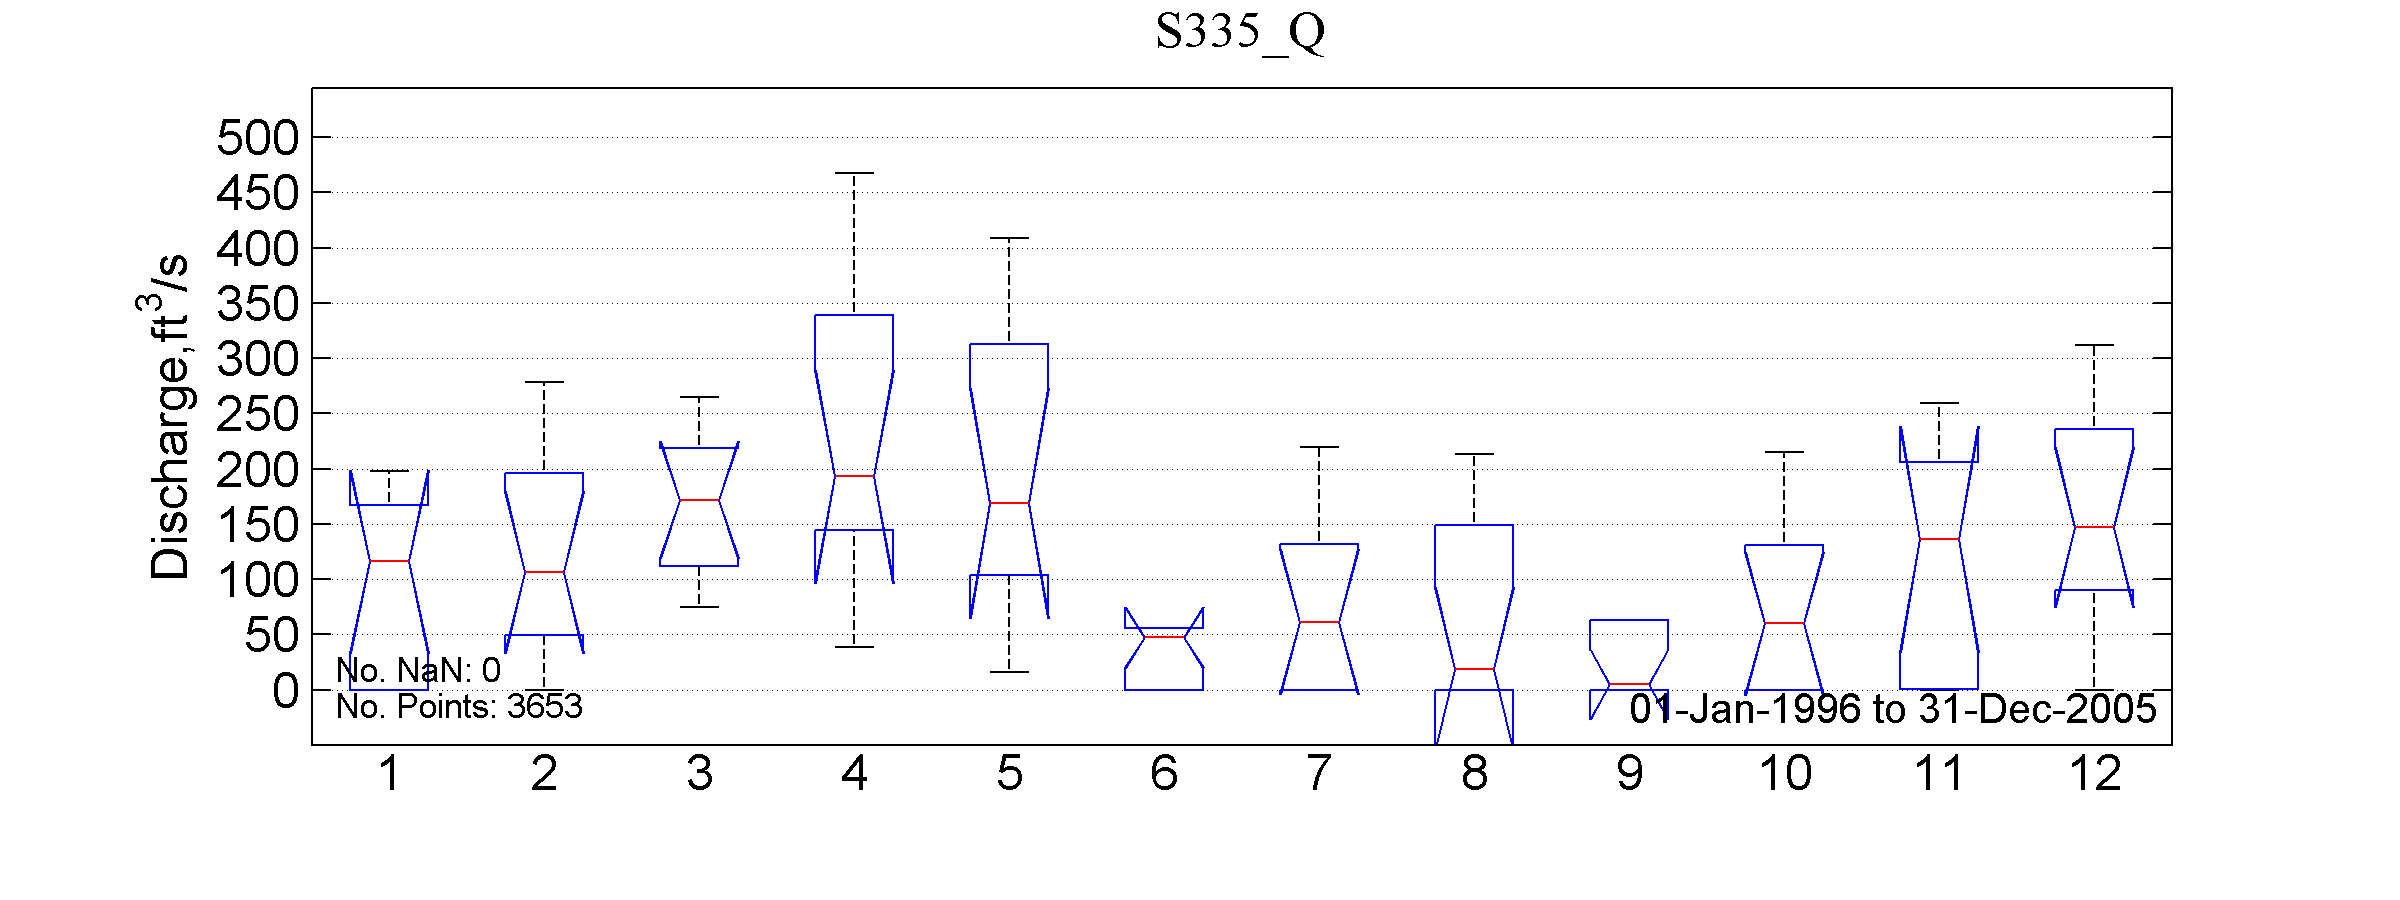 S335_Q
Discharge,ft³/s
500
450
400
350
300
250
200
150
100
50
0
No. NaN: 0
No. Points: 3653
01-Jan-1996 to 31-Dec-2005
1 2 3 4 5 6 7 8 9 10 11 12